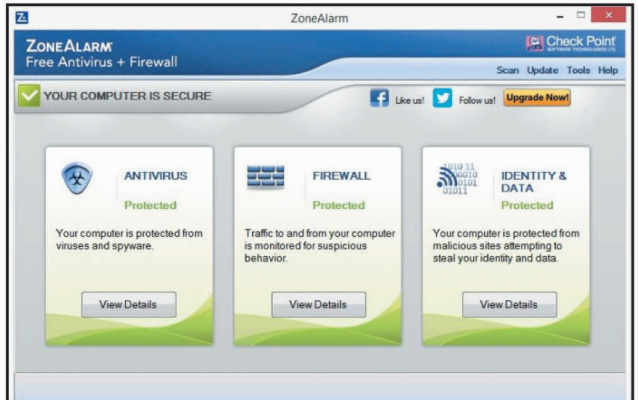 ZoneAlarm
ZONEALARM
Free Antivirus + Firewall
Check Point
SOFTWARE TECHNOLOGIES LTD.
Scan Update Tools Help
YOUR COMPUTER IS SECURE
Like us! Follow us! Upgrade Now!
ANTIVIRUS
Protected
Your computer is protected from
viruses and spyware.
View Details
FIREWALL
Protected
Traffic to and from your computer
is monitored for suspicious
behavior.
View Details
IDENTITY &
DATA
Protected
Your computer is protected from
malicious sites attempting to
steal your identity and data.
View Details